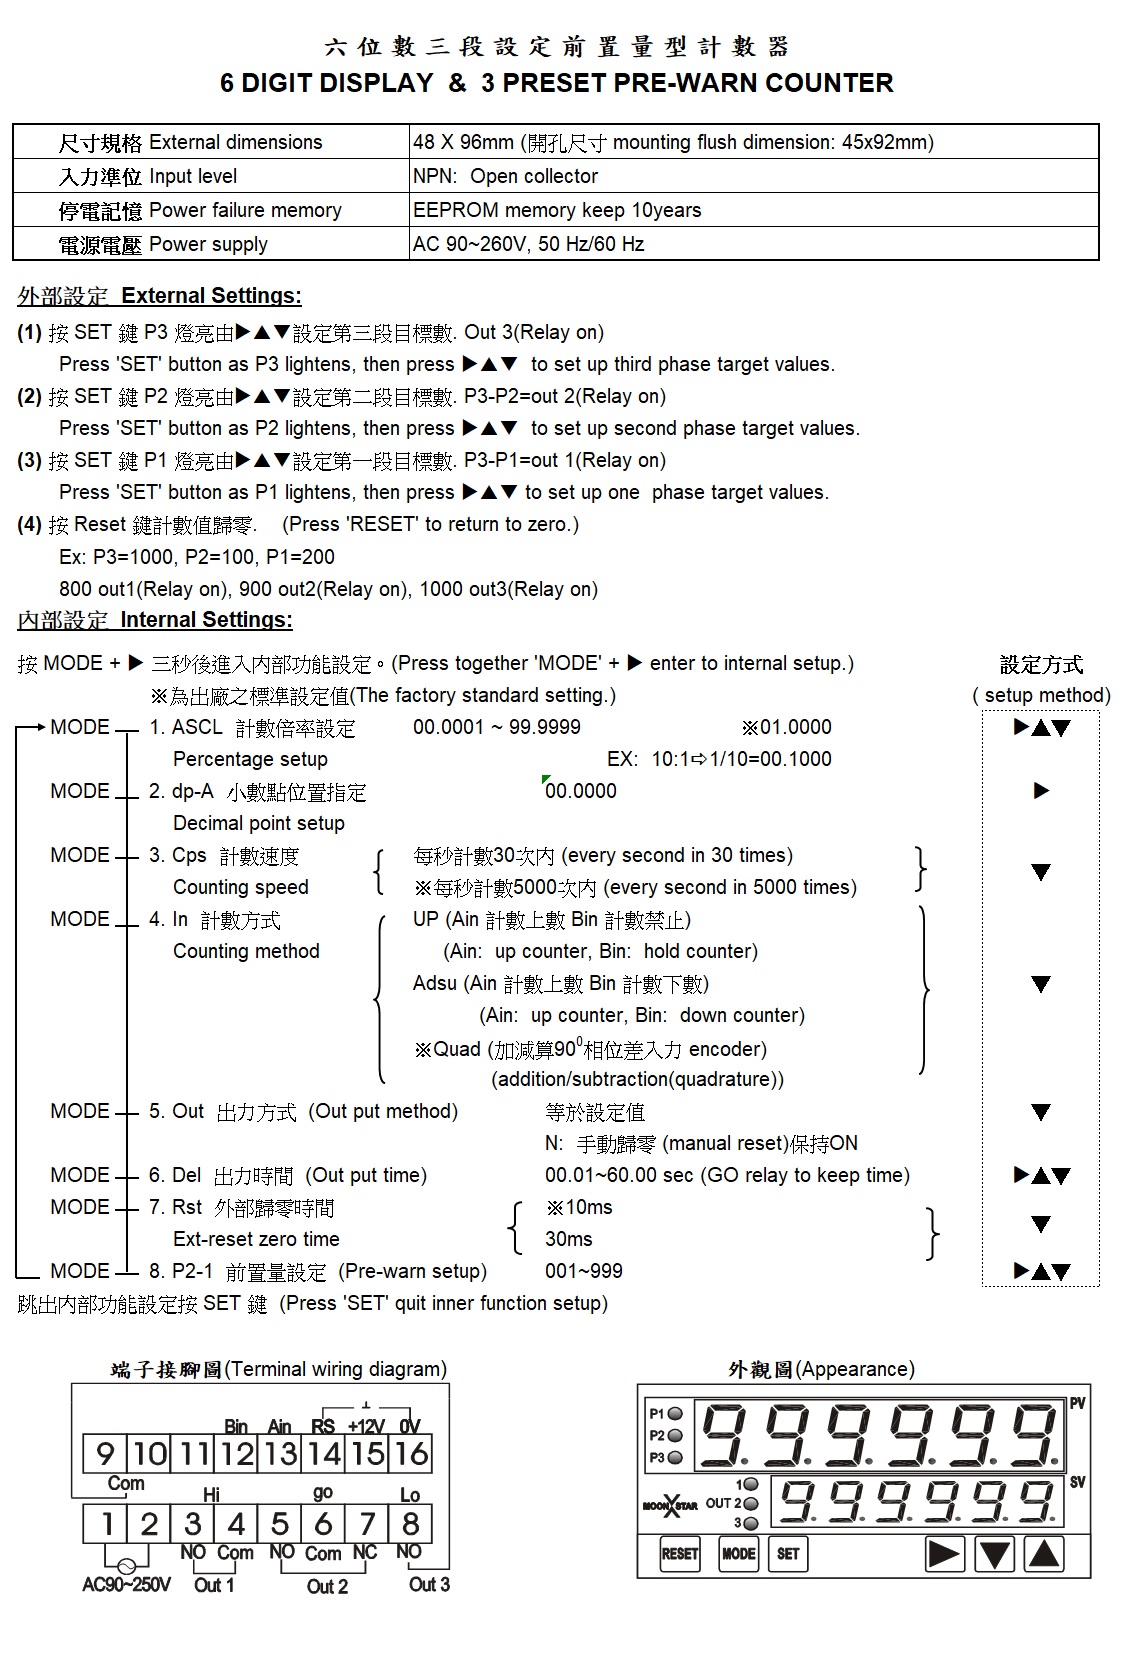 六位數三段設定前置量型計數器
6 DIGIT DISPLAY & 3 PRESET PRE-WARN COUNTER
尺寸規格 External dimensions 48 X 96mm (開孔尺寸 mounting flush dimension: 45x92mm)
入力準位 Input level NPN: Open collector
停電記憶 Power failure memory EEPROM memory keep 10years
電源電壓 Power supply AC 90~260V, 50 Hz/60 Hz
外部設定 External Settings:
(1) 按 SET 鍵 P3 燈亮由▶▲▼設定第三段目標數. Out 3(Relay on)
Press 'SET' button as P3 lightens, then press ▶▲▼ to set up third phase target values.
(2) 按 SET 鍵 P2 燈亮由▶▲▼設定第二段目標數. P3-P2=out 2(Relay on)
Press 'SET' button as P2 lightens, then press ▶▲▼ to set up second phase target values.
(3) 按 SET 鍵 P1 燈亮由▶▲▼設定第一段目標數. P3-P1=out 1(Relay on)
Press 'SET' button as P1 lightens, then press ▶▲▼ to set up one phase target values.
(4) 按 Reset 鍵計數值歸零. (Press 'RESET' to return to zero.)
Ex: P3=1000, P2=100, P1=200
800 out1(Relay on), 900 out2(Relay on), 1000 out3(Relay on)
內部設定 Internal Settings:
按 MODE + ▶ 三秒後進入內部功能設定。(Press together 'MODE' + ▶ enter to internal setup.) 設定方式
※為出廠之標準設定值(The factory standard setting.) ( setup method)
MODE 1. ASCL 計數倍率設定 00.0001 ~ 99.9999 ※01.0000 ▶▲▼
Percentage setup EX: 10:1⇨1/10=00.1000
MODE 2. dp-A 小數點位置指定 00.0000 ▶
Decimal point setup
MODE 3. Cps 計數速度 每秒計數30次內 (every second in 30 times)
Counting speed ※每秒計數5000次內 (every second in 5000 times) ▼
MODE 4. In 計數方式 UP (Ain 計數上數 Bin 計數禁止)
Counting method (Ain: up counter, Bin: hold counter)
Adsu (Ain 計數上數 Bin 計數下數) ▼
(Ain: up counter, Bin: down counter)
※Quad (加減算90⁰相位差入力 encoder)
(addition/subtraction(quadrature))
MODE 5. Out 出力方式 (Out put method) 等於設定值 ▼
N: 手動歸零 (manual reset)保持ON
MODE 6. Del 出力時間 (Out put time) 00.01~60.00 sec (GO relay to keep time) ▶▲▼
MODE 7. Rst 外部歸零時間 ※10ms ▼
Ext-reset zero time 30ms
MODE 8. P2-1 前置量設定 (Pre-warn setup) 001~999 ▶▲▼
跳出內部功能設定按 SET 鍵 (Press 'SET' quit inner function setup)
端子接腳圖(Terminal wiring diagram)
Bin Ain RS +12V 0V
9 10 11 12 13 14 15 16
Com
Hi go Lo
1 2 3 4 5 6 7 8
NO Com NO Com NC NO
AC90~250V Out 1 Out 2 Out 3
外觀圖(Appearance)
P1 9.9.9.9.9.9. PV
P2
P3
1 SV
MOON X STAR OUT 2 9.9.9.9.9.9.
3
RESET MODE SET ▶ ▼ ▲